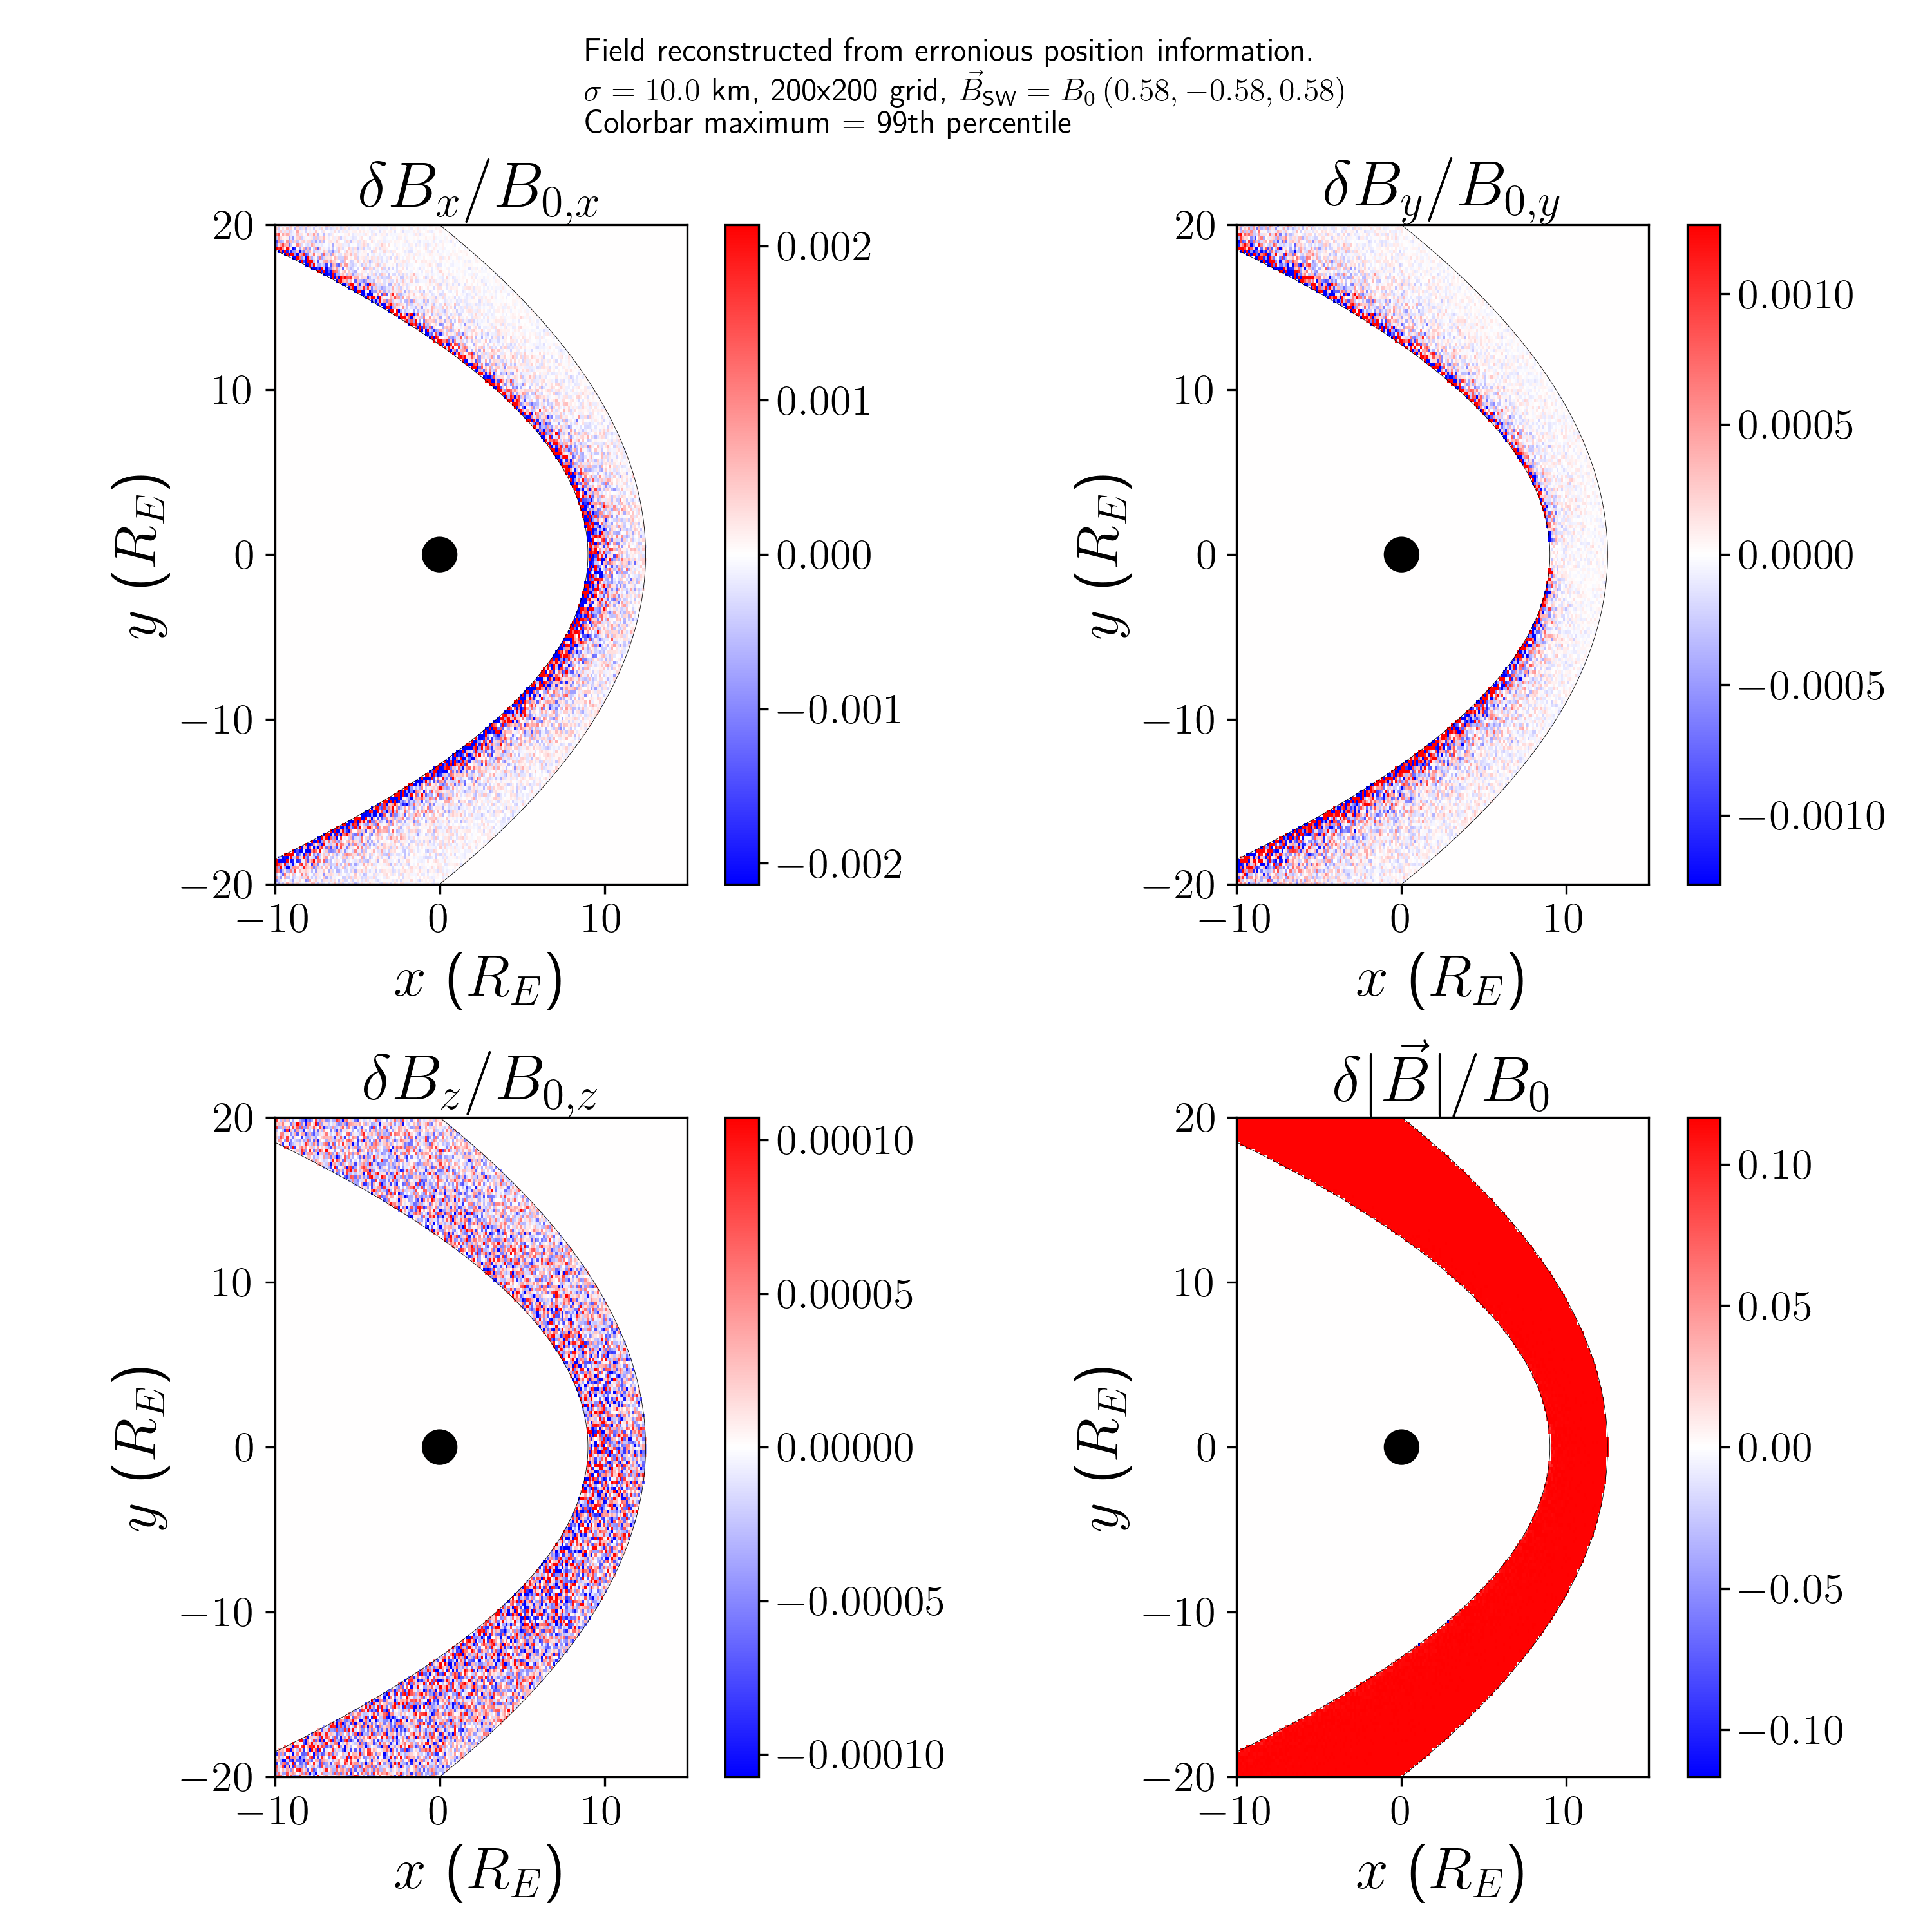 Field reconstructed from erronious position information.
σ = 10.0 km, 200x200 grid, B⃗_SW = B_0 (0.58, −0.58, 0.58)
Colorbar maximum = 99th percentile
δB_x/B_{0,x}
20
10
0
−10
−20
y (R_E)
−10 0 10
x (R_E)
0.002
0.001
0.000
−0.001
−0.002
δB_y/B_{0,y}
20
10
0
−10
−20
y (R_E)
−10 0 10
x (R_E)
0.0010
0.0005
0.0000
−0.0005
−0.0010
δB_z/B_{0,z}
20
10
0
−10
−20
y (R_E)
−10 0 10
x (R_E)
0.00010
0.00005
0.00000
−0.00005
−0.00010
δ|B⃗|/B_0
20
10
0
−10
−20
y (R_E)
−10 0 10
x (R_E)
0.10
0.05
0.00
−0.05
−0.10